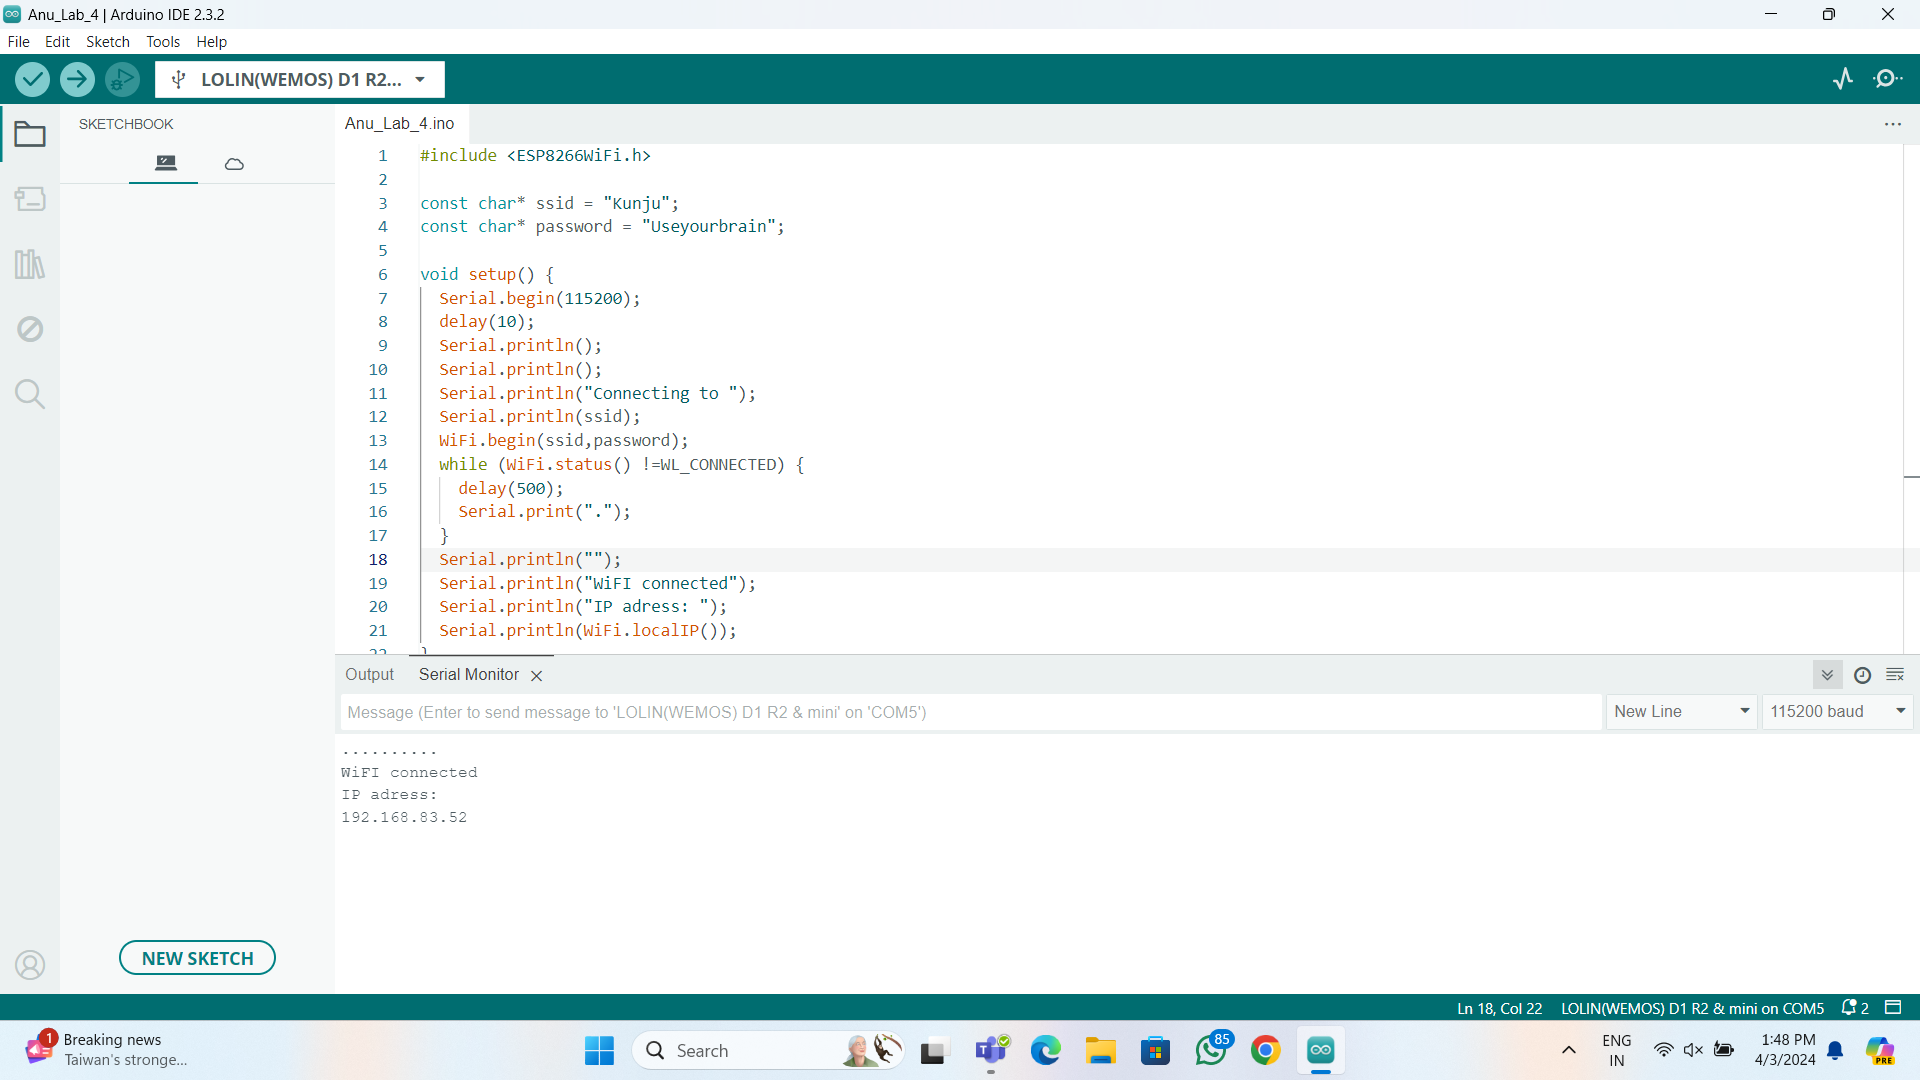 Anu_Lab_4 | Arduino IDE 2.3.2
File Edit Sketch Tools Help
LOLIN(WEMOS) D1 R2...
SKETCHBOOK
Anu_Lab_4.ino
1 #include <ESP8266WiFi.h>
2
3 const char* ssid = "Kunju";
4 const char* password = "Useyourbrain";
5
6 void setup() {
7 Serial.begin(115200);
8 delay(10);
9 Serial.println();
10 Serial.println();
11 Serial.println("Connecting to ");
12 Serial.println(ssid);
13 WiFi.begin(ssid,password);
14 while (WiFi.status() !=WL_CONNECTED) {
15 delay(500);
16 Serial.print(".");
17 }
18 Serial.println("");
19 Serial.println("WiFI connected");
20 Serial.println("IP adress: ");
21 Serial.println(WiFi.localIP());
22 }
Output Serial Monitor
Message (Enter to send message to 'LOLIN(WEMOS) D1 R2 & mini' on 'COM5')
New Line 115200 baud
..........
WiFI connected
IP adress:
192.168.83.52
NEW SKETCH
Ln 18, Col 22 LOLIN(WEMOS) D1 R2 & mini on COM5 2
1
Breaking news
Taiwan's stronge...
Search
85
ENG
IN
1:48 PM
4/3/2024
PRE